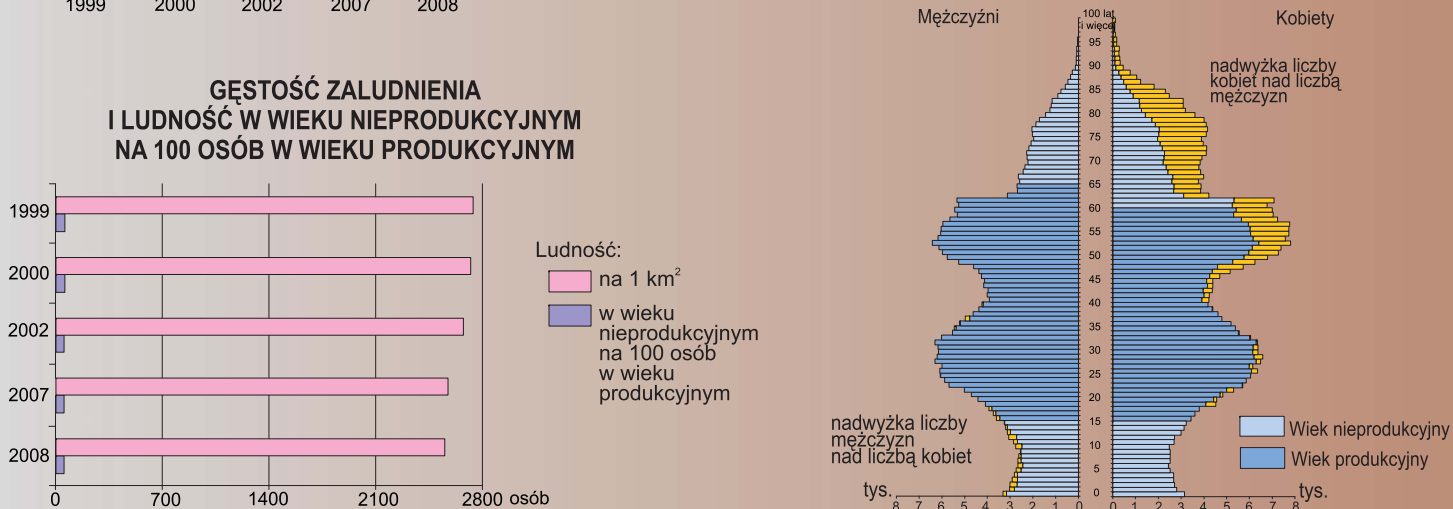 1999 2000 2002 2007 2008
GĘSTOŚĆ ZALUDNIENIA
I LUDNOŚĆ W WIEKU NIEPRODUKCYJNYM
NA 100 OSÓB W WIEKU PRODUKCYJNYM
1999
2000
2002
2007
2008
0 700 1400 2100 2800 osób
Ludność:
na 1 km²
w wieku
nieprodukcyjnym
na 100 osób
w wieku
produkcyjnym
Mężczyźni
Kobiety
100 lat
i więcej
95
90
85
80
75
70
65
60
55
50
45
40
35
30
25
20
15
10
5
0
nadwyżka liczby
kobiet nad liczbą
mężczyzn
nadwyżka liczby
mężczyzn
nad liczbą kobiet
Wiek nieprodukcyjny
Wiek produkcyjny
tys.
8 7 6 5 4 3 2 1 0
0 1 2 3 4 5 6 7 8
tys.